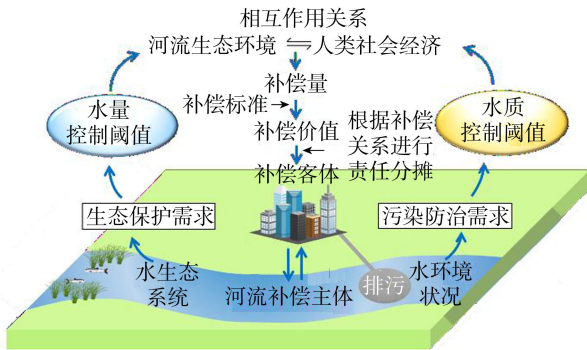 相互作用关系
河流生态环境 ⇌ 人类社会经济
补偿量
补偿标准
补偿价值
根据补偿
关系进行
责任分摊
补偿客体
水量
控制阈值
水质
控制阈值
生态保护需求
污染防治需求
水生态
系统
河流补偿主体
排污
水环境
状况